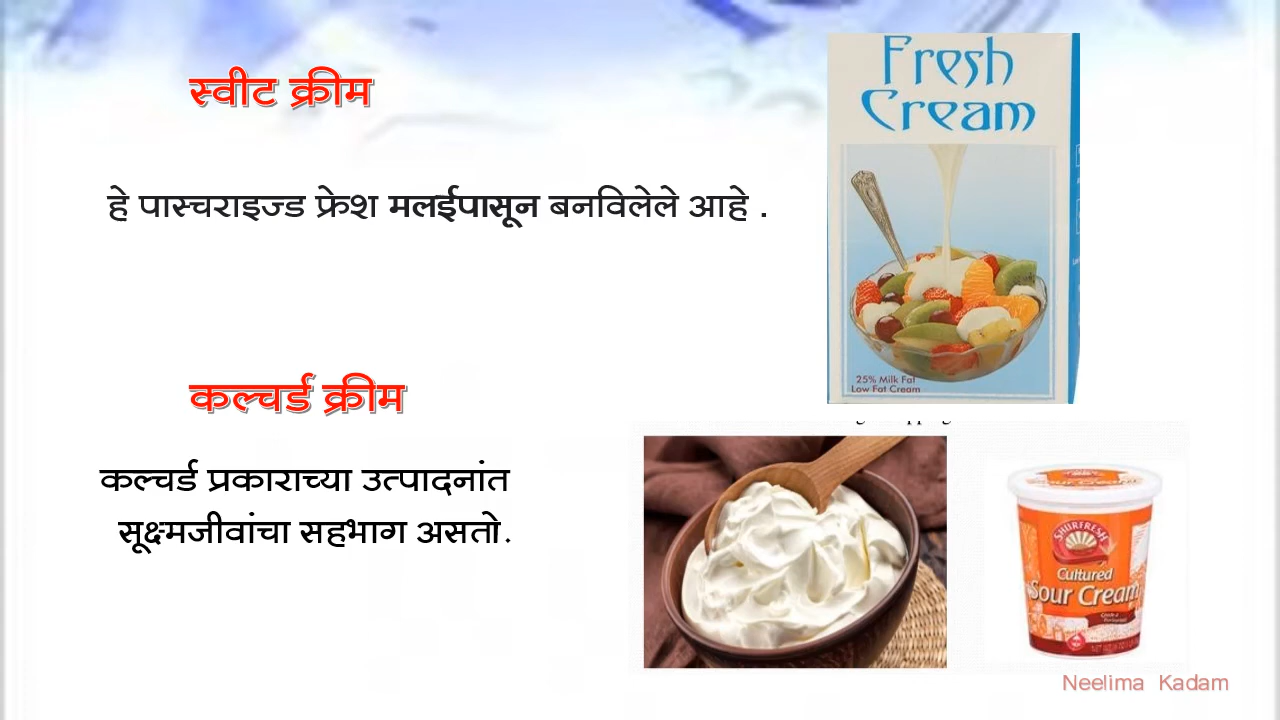 स्वीट क्रीम
हे पास्चराइज्ड फ्रेश मलईपासून बनविलेले आहे .
Fresh
Cream
25% Milk Fat
Low Fat Cream
कल्चर्ड क्रीम
कल्चर्ड प्रकाराच्या उत्पादनांत
सूक्ष्मजीवांचा सहभाग असतो.
SHURFRESH
Cultured
Sour Cream
Neelima Kadam